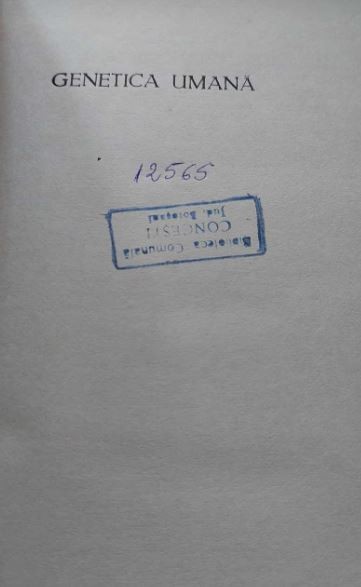 GENETICA UMANĂ
12565
Biblioteca Comunală
CONCEȘTI
Jud. Botoșani